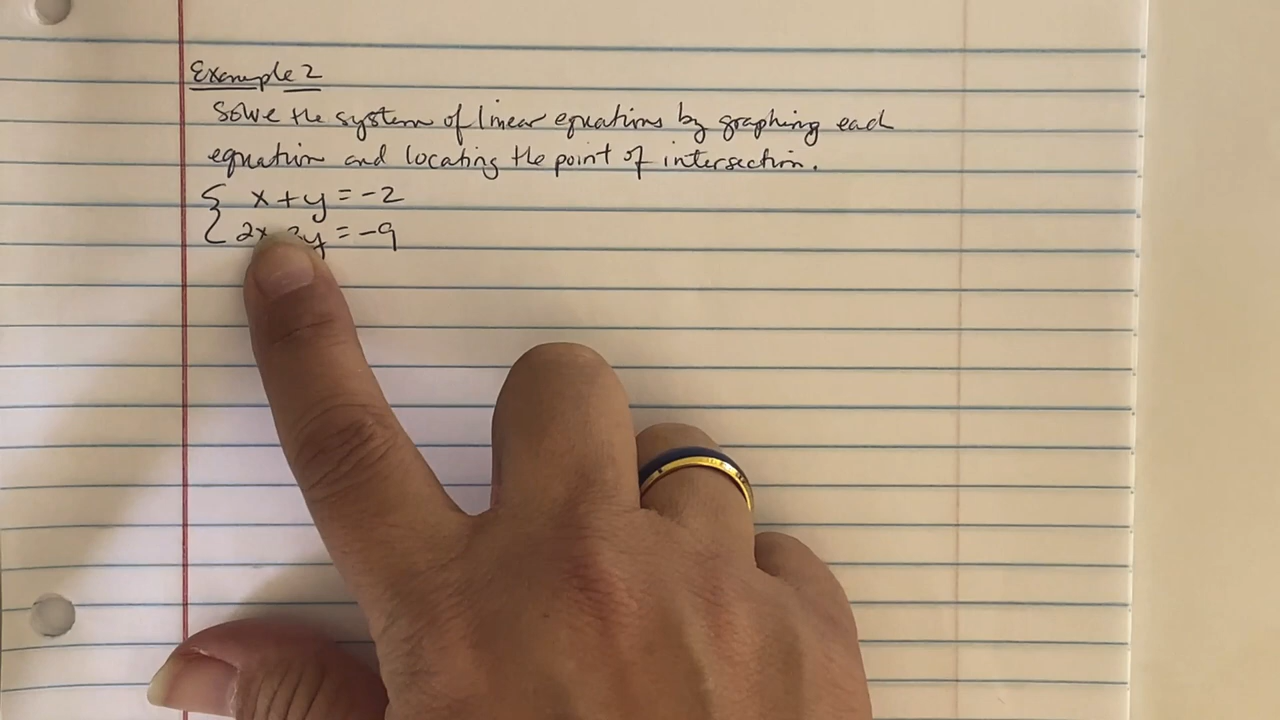 Example 2
Solve the system of linear equations by graphing each
equation and locating the point of intersection.
x + y = -2
2x 3y = -9